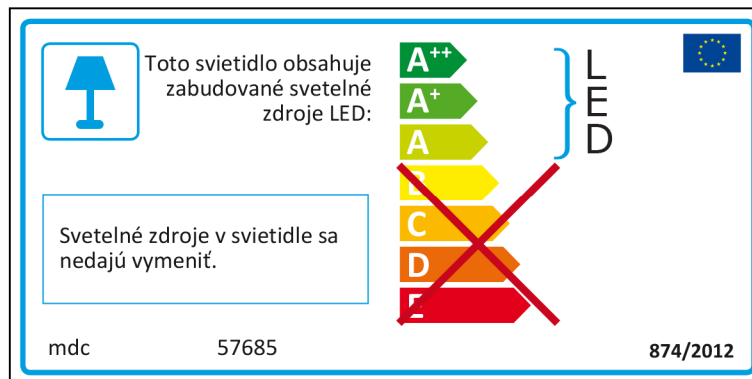 Toto svietidlo obsahuje
zabudované svetelné
zdroje LED:
A++
A+
A
B
C
D
E
L
E
D
Svetelné zdroje v svietidle sa
nedajú vymeniť.
mdc 57685
874/2012